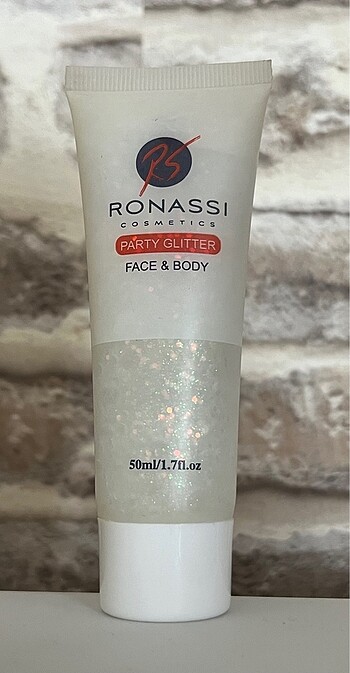 RS
RONASSI
COSMETICS
PARTY GLITTER
FACE & BODY
50ml/1.7fl.oz